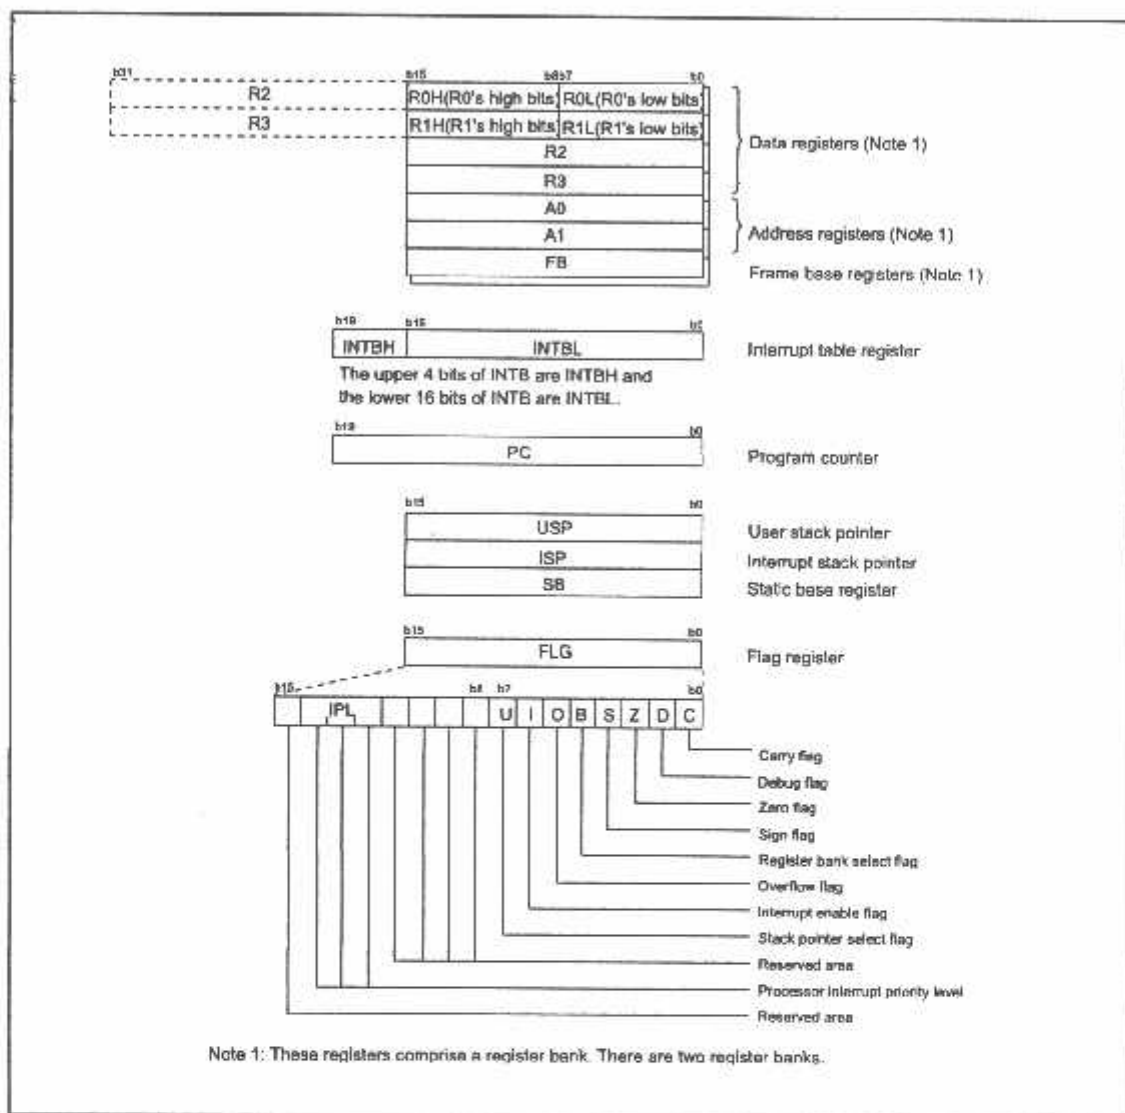 b31 b15 b8b7 b0
R2 R0H(R0's high bits) R0L(R0's low bits)
R3 R1H(R1's high bits) R1L(R1's low bits)
R2
R3
Data registers (Note 1)
A0
A1
Address registers (Note 1)
FB
Frame base registers (Note 1)
b19 b15 b0
INTBH INTBL Interrupt table register
The upper 4 bits of INTB are INTBH and
the lower 16 bits of INTB are INTBL.
b19 b0
PC Program counter
b15 b0
USP User stack pointer
ISP Interrupt stack pointer
SB Static base register
b15 b0
FLG Flag register
b15 b8 b7 b0
IPL U I O B S Z D C
Carry flag
Debug flag
Zero flag
Sign flag
Register bank select flag
Overflow flag
Interrupt enable flag
Stack pointer select flag
Reserved area
Processor interrupt priority level
Reserved area
Note 1: These registers comprise a register bank. There are two register banks.